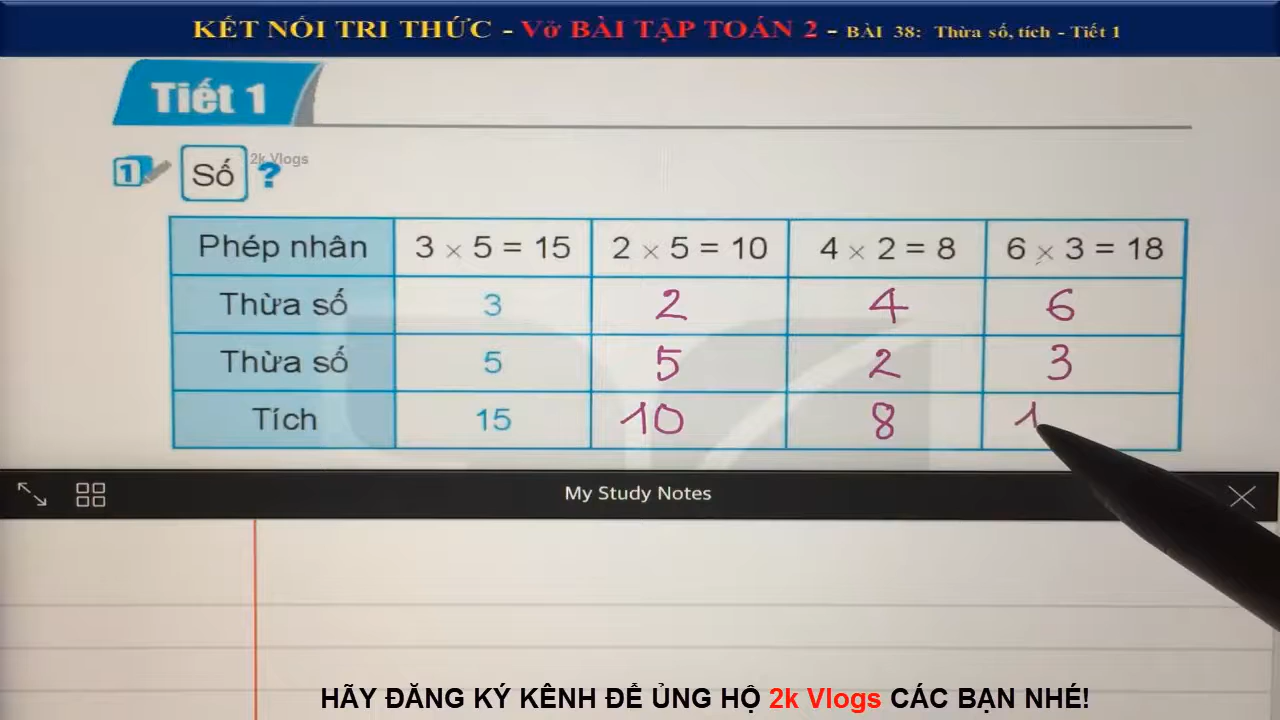 KẾT NỐI TRI THỨC - Vở BÀI TẬP TOÁN 2 - BÀI 38: Thừa số, tích - Tiết 1
Tiết 1
1 Số ?
2k Vlogs
Phép nhân 3 × 5 = 15 2 × 5 = 10 4 × 2 = 8 6 × 3 = 18
Thừa số 3 2 4 6
Thừa số 5 5 2 3
Tích 15 10 8 1
My Study Notes
HÃY ĐĂNG KÝ KÊNH ĐỂ ỦNG HỘ 2k Vlogs CÁC BẠN NHÉ!